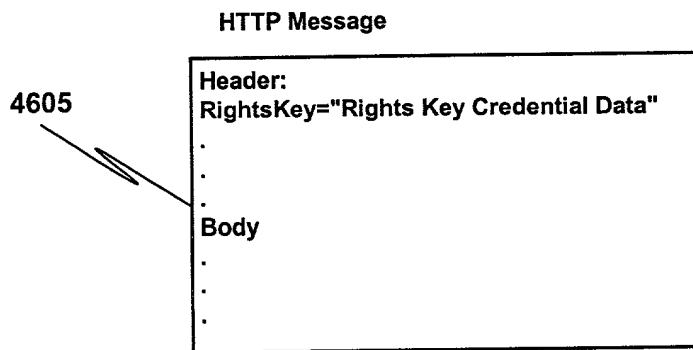 HTTP Message
4605
Header:
RightsKey="Rights Key Credential Data"
.
.
.
Body
.
.
.